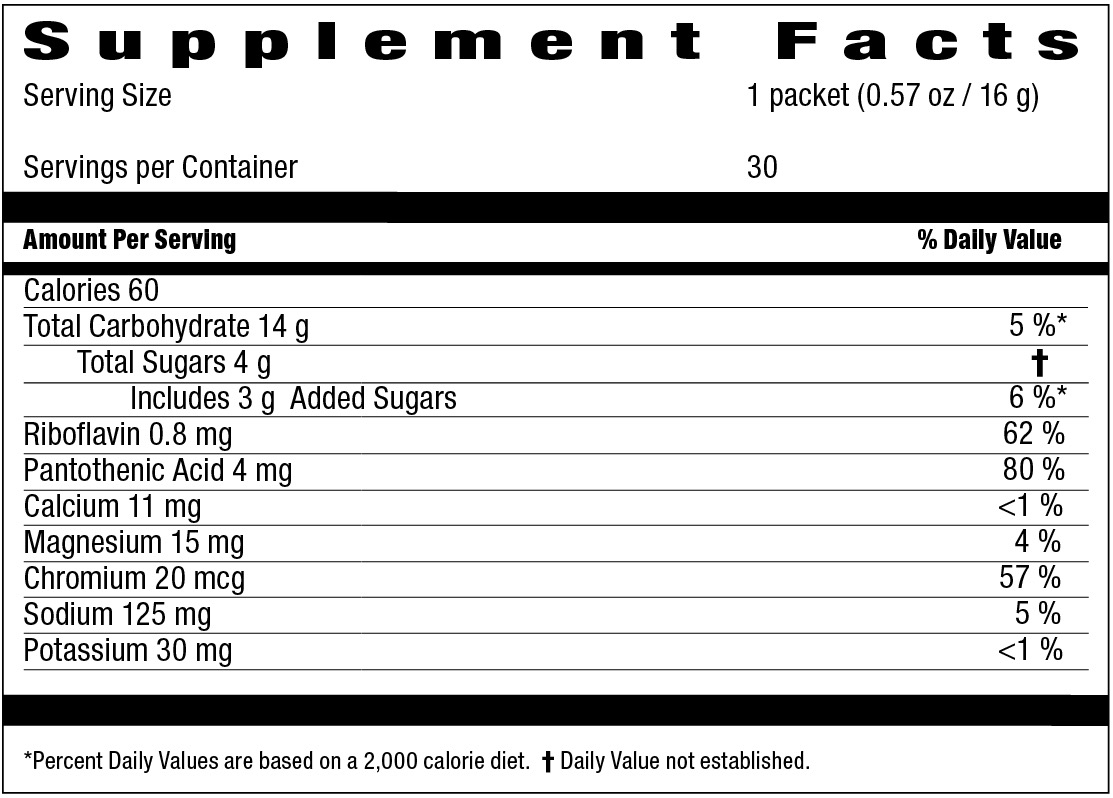 Supplement Facts
Serving Size 1 packet (0.57 oz / 16 g)
Servings per Container 30
Amount Per Serving % Daily Value
Calories 60
Total Carbohydrate 14 g 5 %*
Total Sugars 4 g †
Includes 3 g Added Sugars 6 %*
Riboflavin 0.8 mg 62 %
Pantothenic Acid 4 mg 80 %
Calcium 11 mg <1 %
Magnesium 15 mg 4 %
Chromium 20 mcg 57 %
Sodium 125 mg 5 %
Potassium 30 mg <1 %
*Percent Daily Values are based on a 2,000 calorie diet. † Daily Value not established.